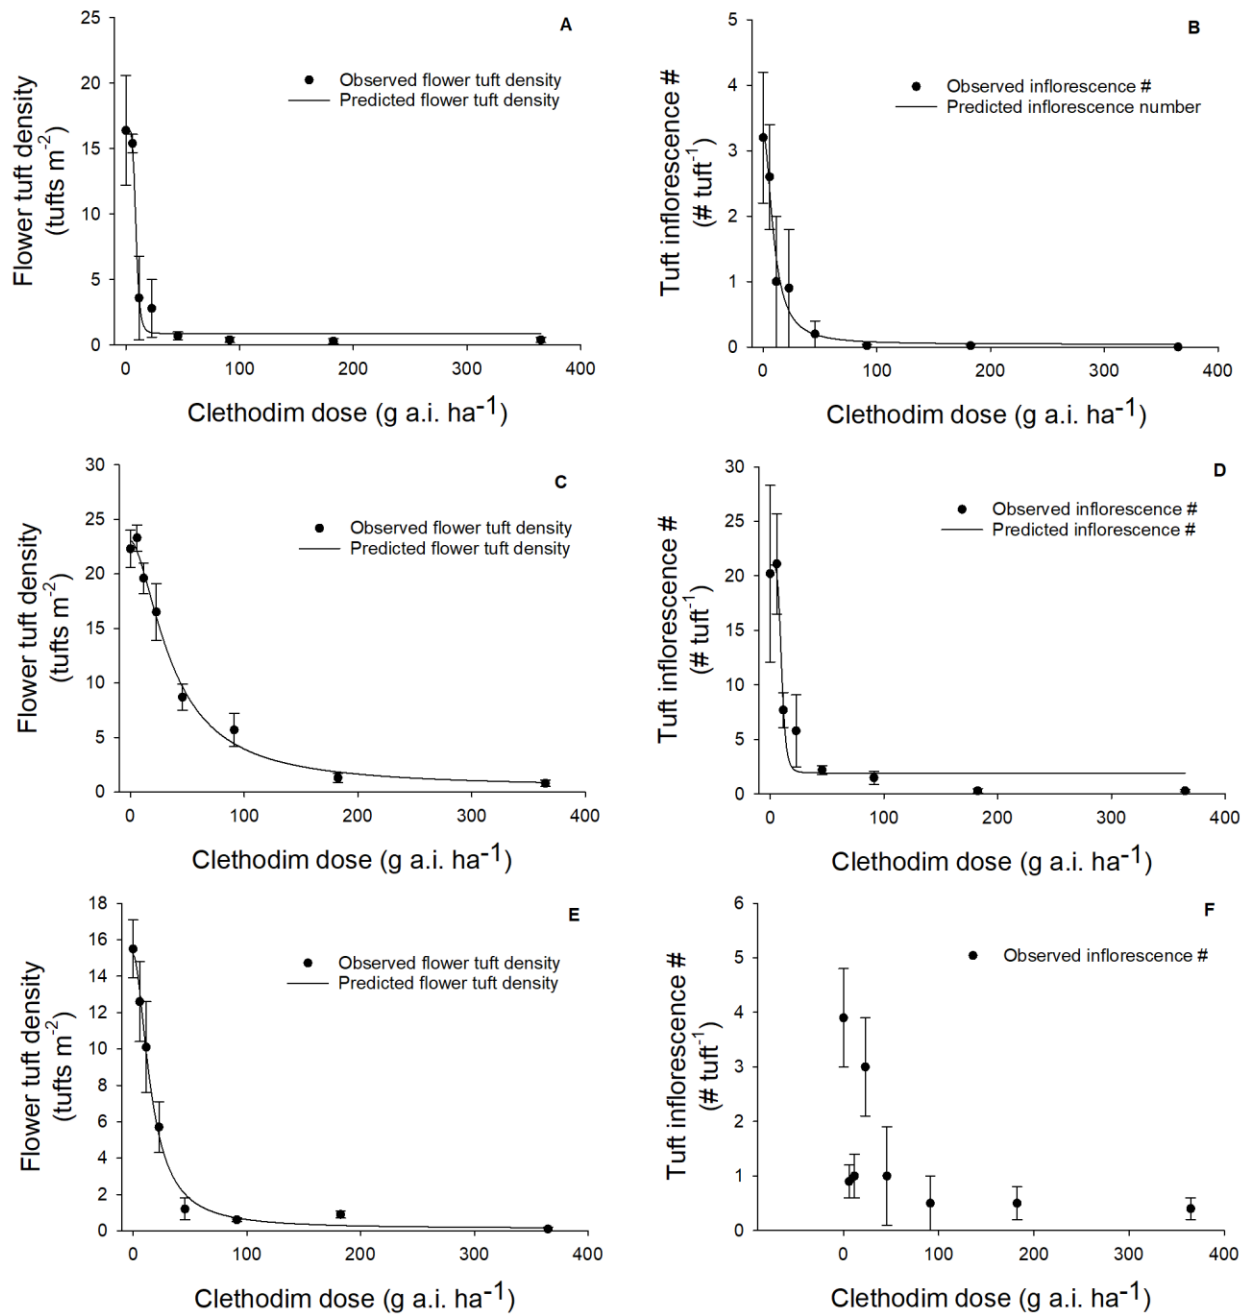 A
Flower tuft density
(tufts m⁻²)
25
20
15
10
5
0
Observed flower tuft density
Predicted flower tuft density
0 100 200 300 400
Clethodim dose (g a.i. ha⁻¹)
B
Tuft inflorescence #
(# tuft⁻¹)
5
4
3
2
1
0
Observed inflorescence #
Predicted inflorescence number
0 100 200 300 400
Clethodim dose (g a.i. ha⁻¹)
C
Flower tuft density
(tufts m⁻²)
30
25
20
15
10
5
0
Observed flower tuft density
Predicted flower tuft density
0 100 200 300 400
Clethodim dose (g a.i. ha⁻¹)
D
Tuft inflorescence #
(# tuft⁻¹)
30
25
20
15
10
5
0
Observed inflorescence #
Predicted inflorescence #
0 100 200 300 400
Clethodim dose (g a.i. ha⁻¹)
E
Flower tuft density
(tufts m⁻²)
18
16
14
12
10
8
6
4
2
0
Observed flower tuft density
Predicted flower tuft density
0 100 200 300 400
Clethodim dose (g a.i. ha⁻¹)
F
Tuft inflorescence #
(# tuft⁻¹)
6
5
4
3
2
1
0
Observed inflorescence #
0 100 200 300 400
Clethodim dose (g a.i. ha⁻¹)